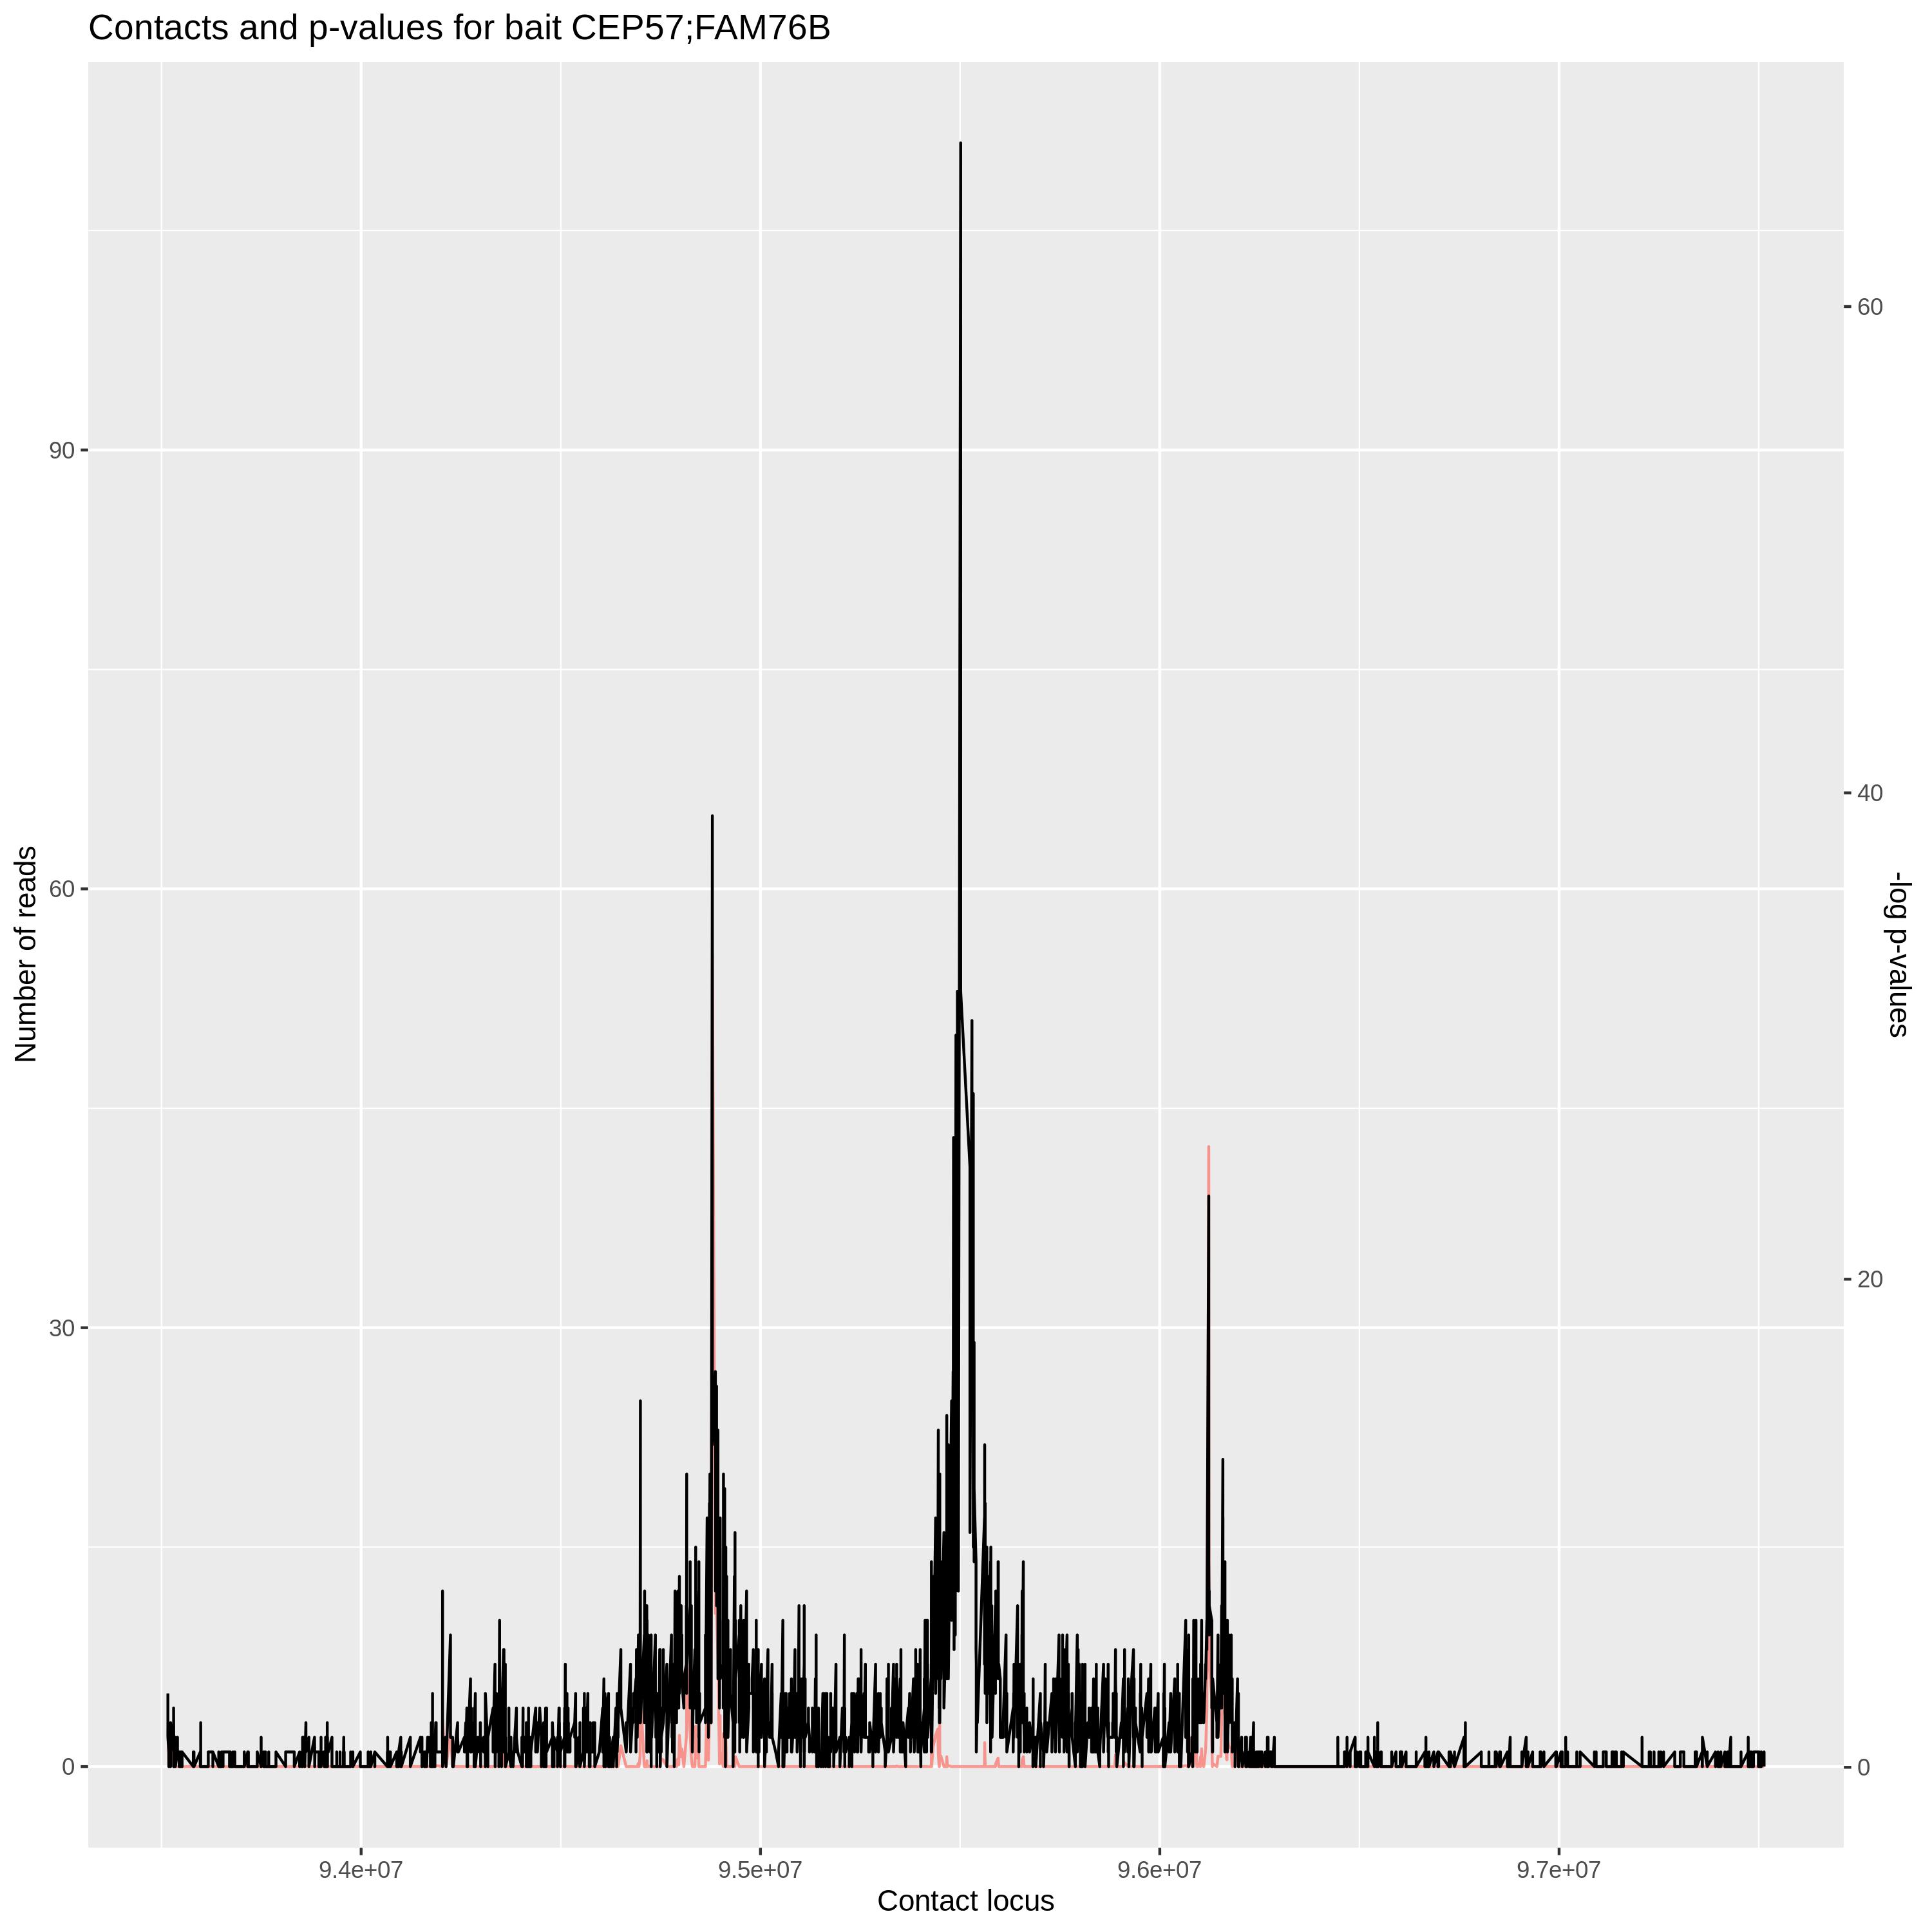 Contacts and p-values for bait CEP57;FAM76B
Number of reads
90
60
30
0
60
40
20
0
-log p-values
9.4e+07
9.5e+07
9.6e+07
9.7e+07
Contact locus